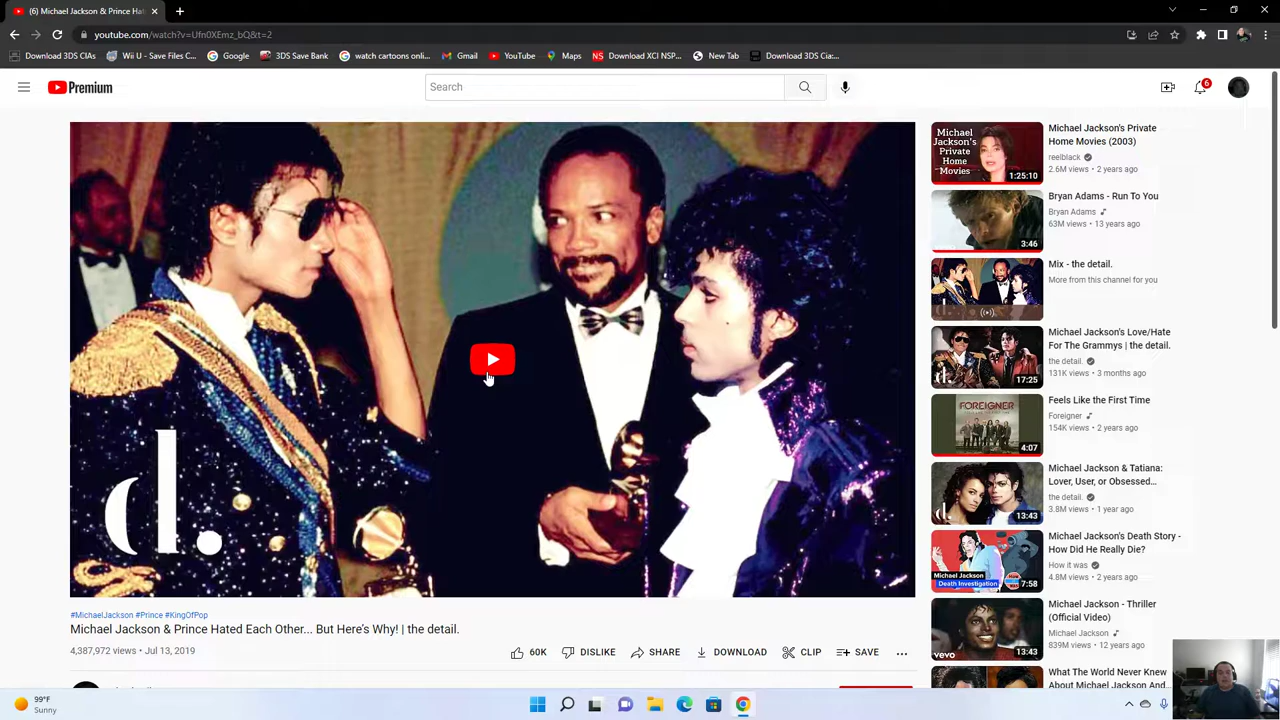 (6) Michael Jackson & Prince Hat
youtube.com/watch?v=Ufn0XEmz_bQ&t=2
Download 3DS CIAs
Wii U - Save Files C...
Google
3DS Save Bank
watch cartoons onli...
Gmail
YouTube
Maps
NS Download XCI NSP...
New Tab
Download 3DS Cia:...
Premium
Search
6
d.
#MichaelJackson #Prince #KingOfPop
Michael Jackson & Prince Hated Each Other... But Here's Why! | the detail.
4,387,972 views • Jul 13, 2019
60K
DISLIKE
SHARE
DOWNLOAD
CLIP
SAVE
Michael
Jackson's
Private
Home
Movies
1:25:10
Michael Jackson's Private
Home Movies (2003)
reelblack
2.6M views • 2 years ago
3:46
Bryan Adams - Run To You
Bryan Adams
63M views • 13 years ago
Mix - the detail.
More from this channel for you
17:25
Michael Jackson's Love/Hate
For The Grammys | the detail.
the detail.
131K views • 3 months ago
FOREIGNER
4:07
Feels Like the First Time
Foreigner
154K views • 2 years ago
d.
13:43
Michael Jackson & Tatiana:
Lover, User, or Obsessed...
the detail.
3.8M views • 1 year ago
Michael Jackson
Death Investigation
7:58
Michael Jackson's Death Story -
How Did He Really Die?
How it was
4.8M views • 2 years ago
vevo
13:43
Michael Jackson - Thriller
(Official Video)
Michael Jackson
839M views • 12 years ago
What The World Never Knew
About Michael Jackson And
99°F
Sunny